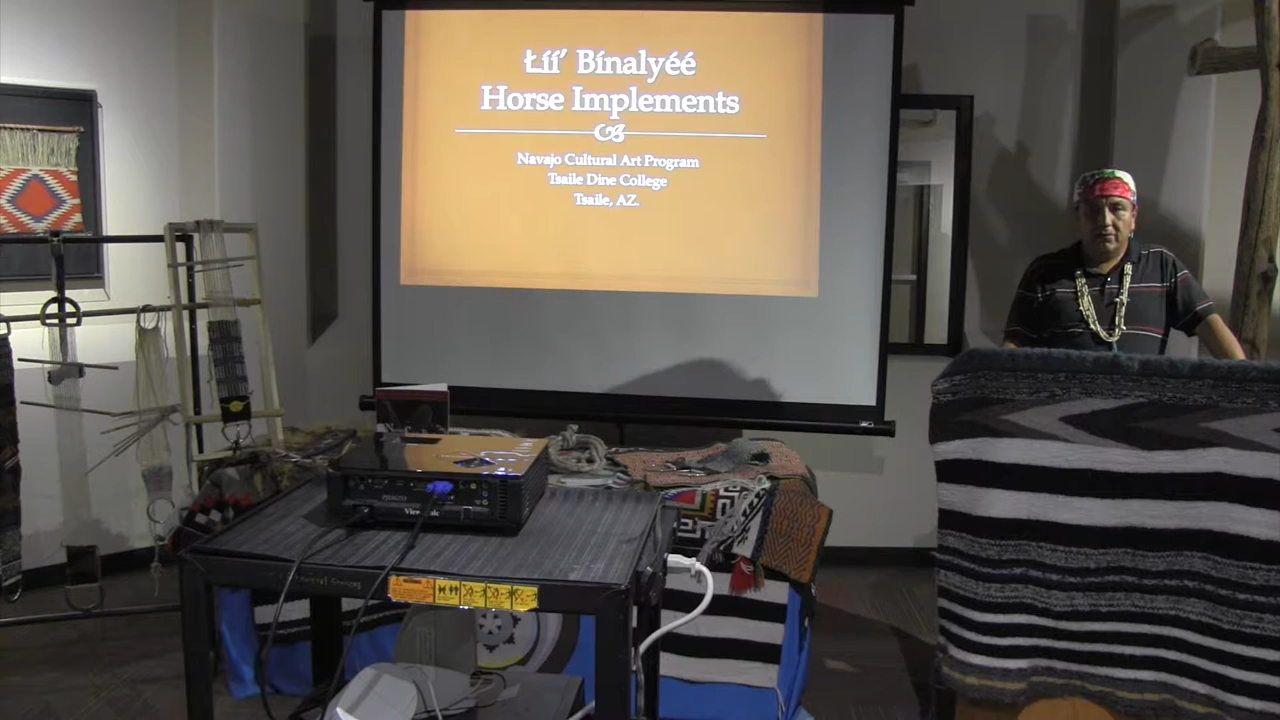 Łíí’ Bínalyéé
Horse Implements
Navajo Cultural Art Program
Tsaile Dine College
Tsaile, AZ.